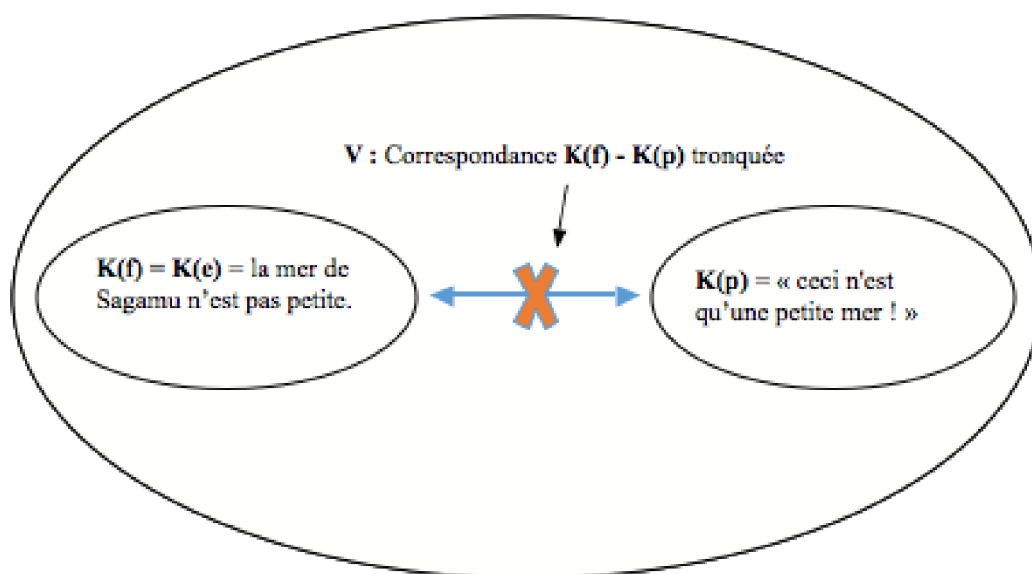 V : Correspondance K(f) - K(p) tronquée
K(f) = K(e) = la mer de
Sagamu n’est pas petite.
K(p) = « ceci n'est
qu’une petite mer ! »